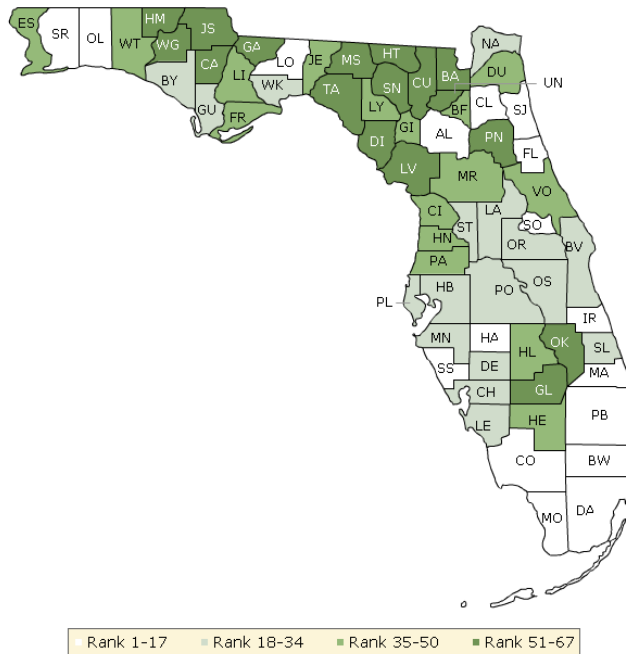 ES
SR
OL
WT
HM
WG
JS
CA
BY
GU
LI
FR
GA
LO
WK
JE
MS
TA
HT
SN
LY
CU
DI
GI
LV
BA
BF
UN
NA
DU
CL
SJ
AL
PN
FL
MR
VO
LA
CI
ST
SO
HN
OR
BV
PA
HB
PL
PO
OS
IR
MN
HA
HL
OK
SL
SS
DE
MA
CH
GL
LE
HE
PB
CO
BW
MO
DA
Rank 1-17 Rank 18-34 Rank 35-50 Rank 51-67